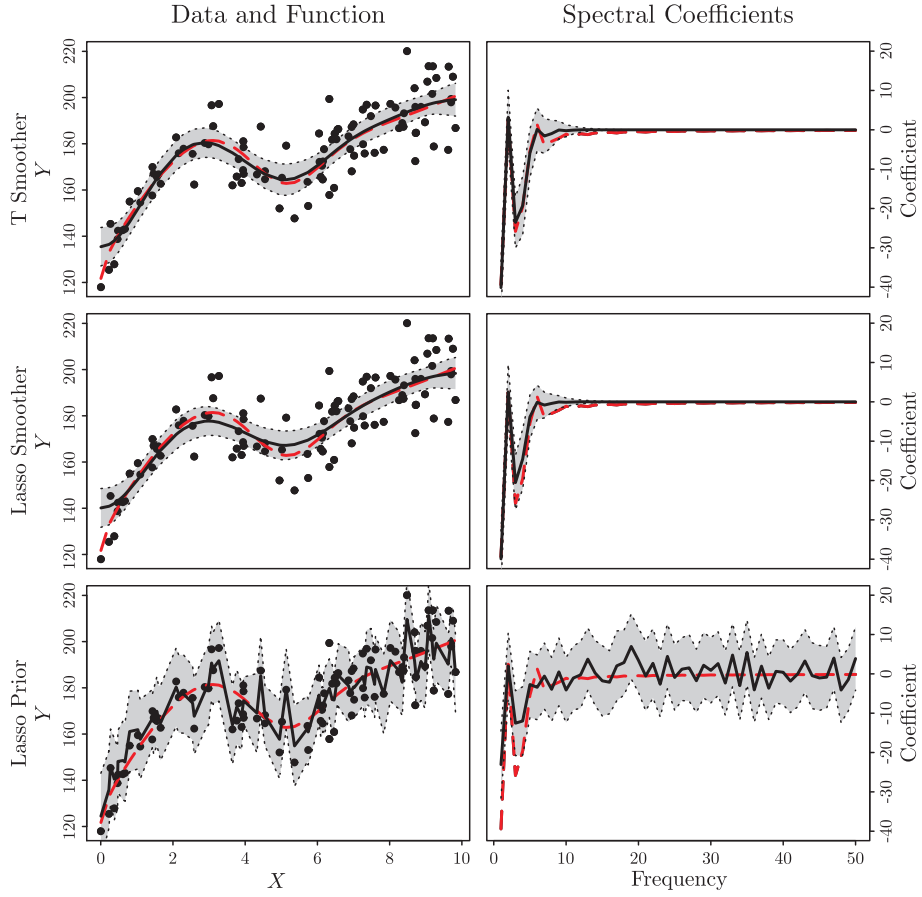 Data and Function
Spectral Coefficients
T Smoother
Y
120 140 160 180 200 220
-40 -30 -20 -10 0 10 20
Coefficient
Lasso Smoother
Y
120 140 160 180 200 220
-40 -30 -20 -10 0 10 20
Coefficient
Lasso Prior
Y
120 140 160 180 200 220
-40 -30 -20 -10 0 10 20
Coefficient
0 2 4 6 8 10
X
0 10 20 30 40 50
Frequency